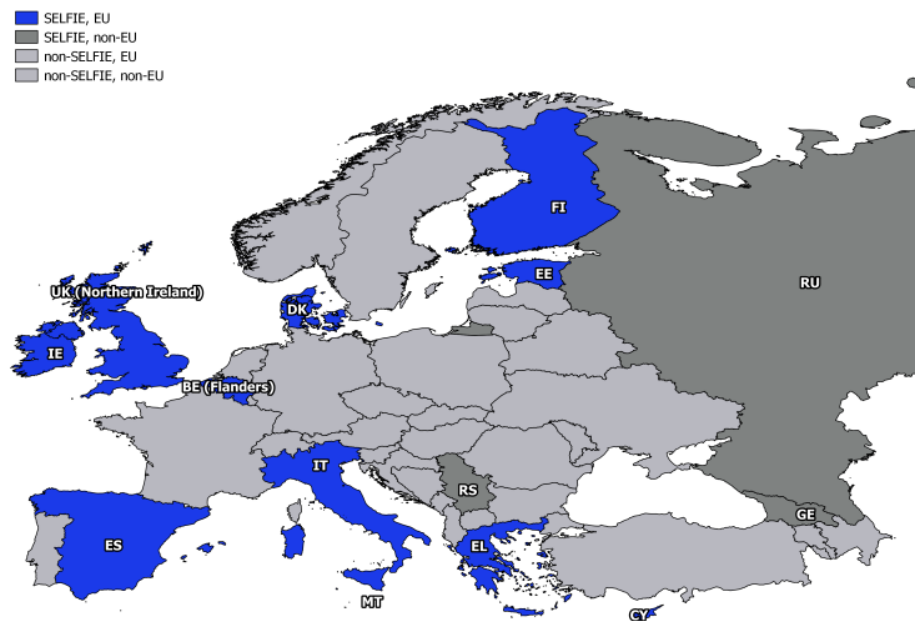 SELFIE, EU
SELFIE, non-EU
non-SELFIE, EU
non-SELFIE, non-EU
FI
EE
RU
UK (Northern Ireland)
DK
IE
BE (Flanders)
IT
RS
GE
ES
EL
MT
CY